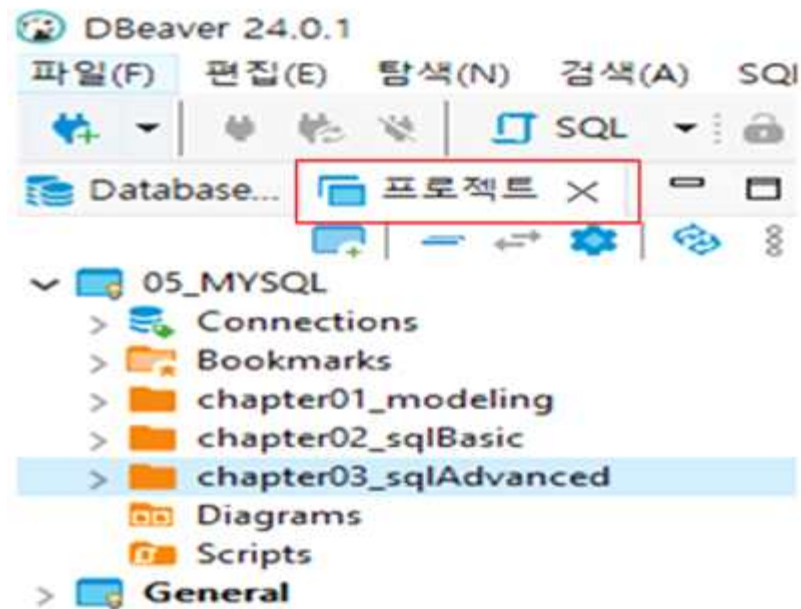 DBeaver 24.0.1
파일(F) 편집(E) 탐색(N) 검색(A) SQl
SQL
Database... 프로젝트
05_MYSQL
Connections
Bookmarks
chapter01_modeling
chapter02_sqlBasic
chapter03_sqlAdvanced
Diagrams
Scripts
General